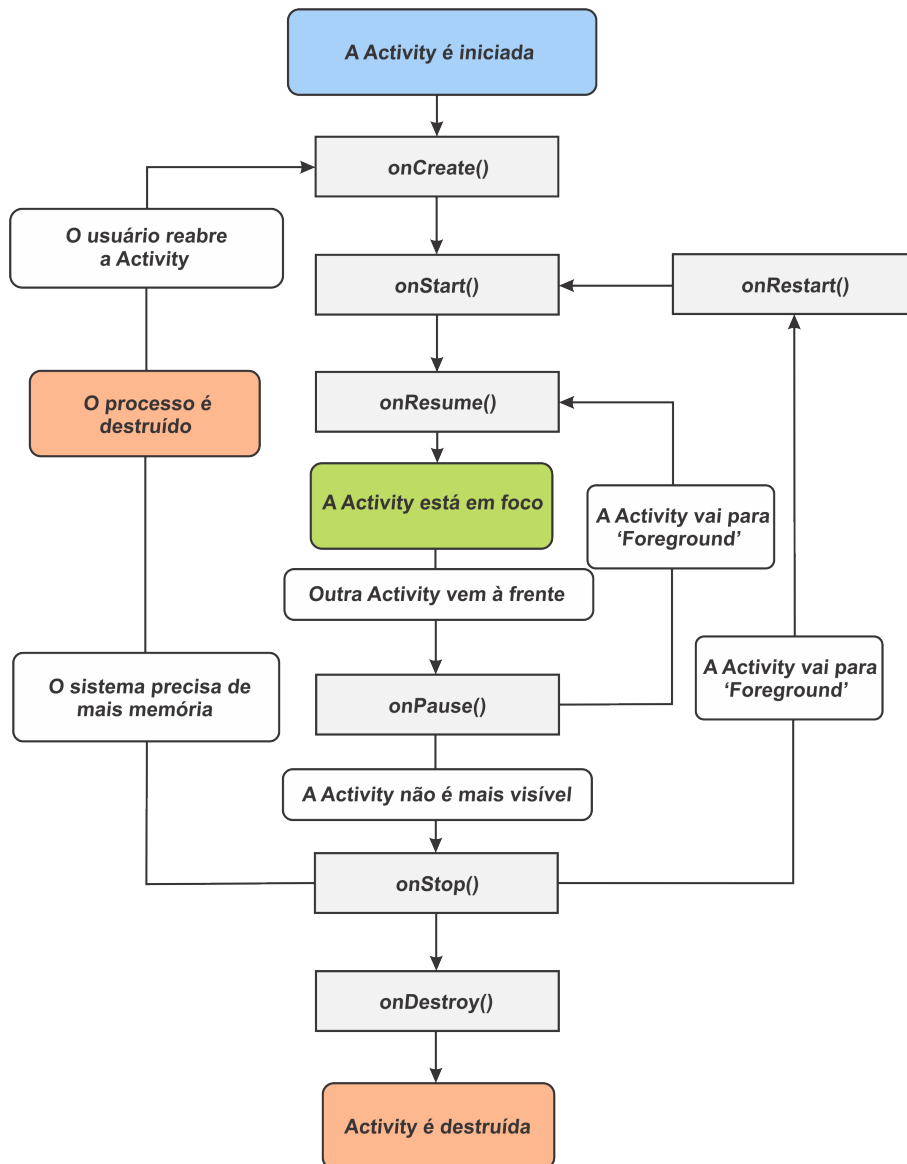 A Activity é iniciada
onCreate()
O usuário reabre
a Activity
onStart()
onRestart()
O processo é
destruído
onResume()
A Activity está em foco
A Activity vai para
‘Foreground’
Outra Activity vem à frente
O sistema precisa de
mais memória
onPause()
A Activity vai para
‘Foreground’
A Activity não é mais visível
onStop()
onDestroy()
Activity é destruída